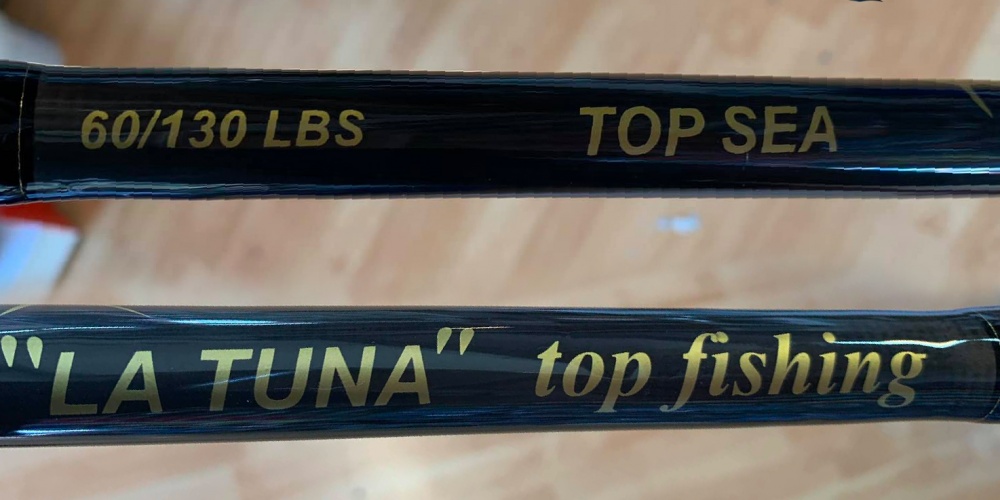 60/130 LBS TOP SEA
"LA TUNA" top fishing